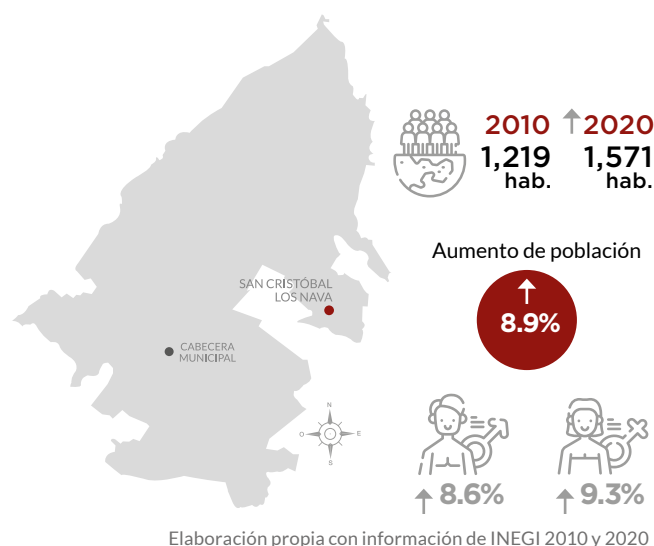 2010 2020
1,219 1,571
hab. hab.
Aumento de población
8.9%
SAN CRISTÓBAL
LOS NAVA
CABECERA
MUNICIPAL
N
O E
S
8.6% 9.3%
Elaboración propia con información de INEGI 2010 y 2020